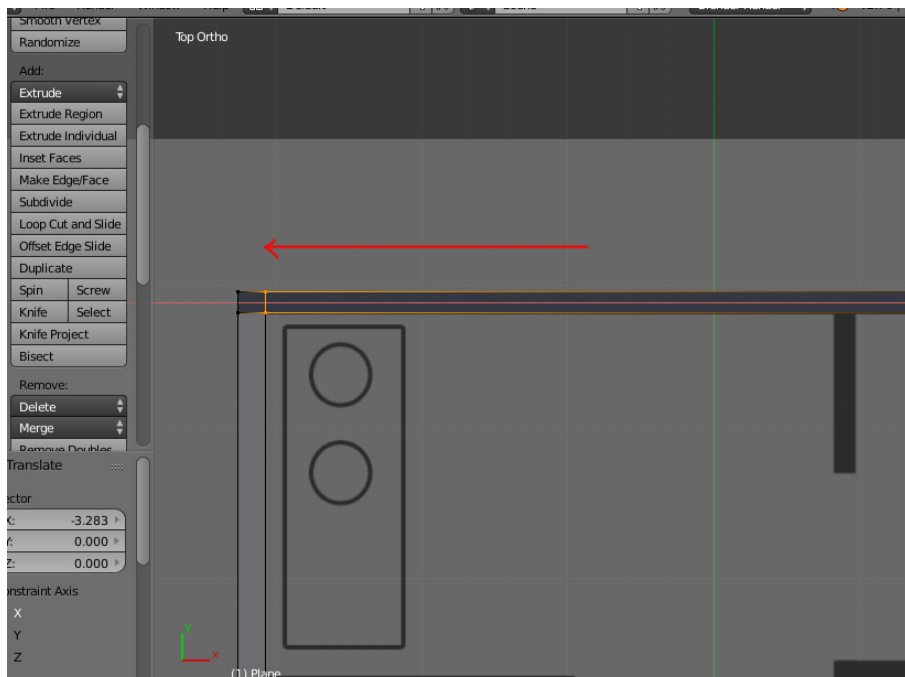 Smooth Vertex
Randomize
Top Ortho
Add:
Extrude
Extrude Region
Extrude Individual
Inset Faces
Make Edge/Face
Subdivide
Loop Cut and Slide
Offset Edge Slide
Duplicate
Spin Screw
Knife Select
Knife Project
Bisect
Remove:
Delete
Merge
Remove Doubles
Translate
ector
X: -3.283
Y: 0.000
Z: 0.000
onstraint Axis
X
Y
Z
y
x
(1) Plane